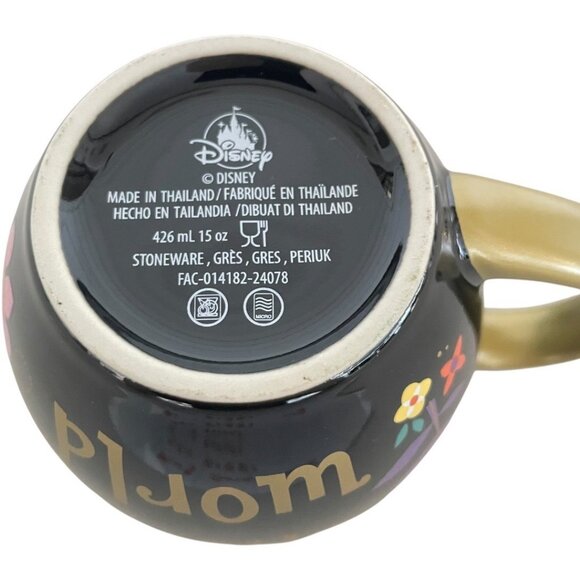 Disney
© DISNEY
MADE IN THAILAND/FABRIQUÉ EN THAÏLANDE
HECHO EN TAILANDIA /DIBUAT DI THAILAND
426 mL 15 oz
STONEWARE , GRÈS , GRES , PERIUK
FAC-014182-24078
MICRO
world